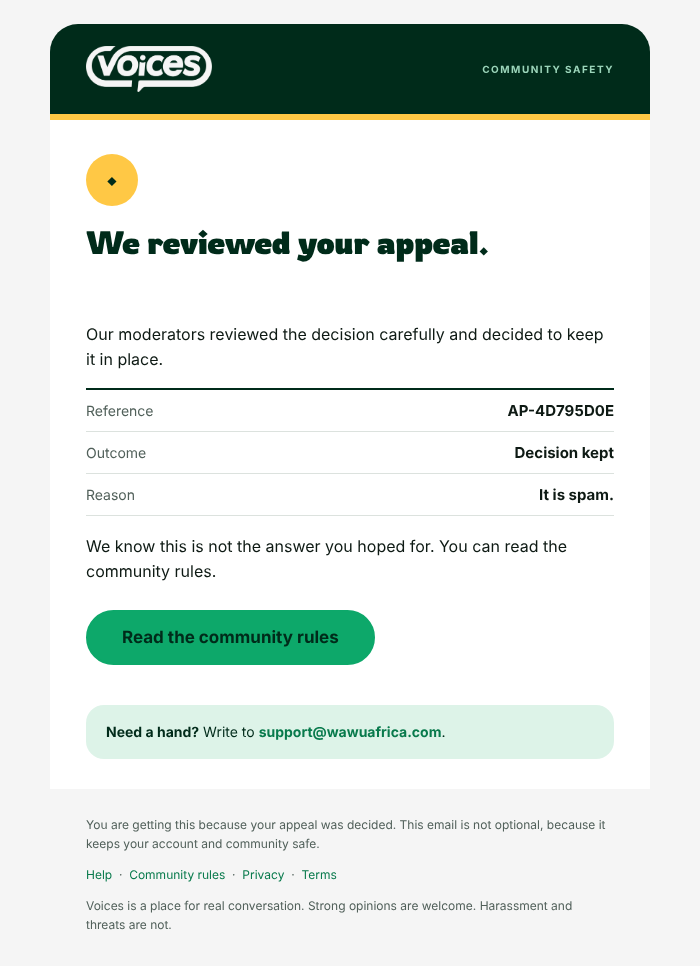 Voices
COMMUNITY SAFETY
We reviewed your appeal.
Our moderators reviewed the decision carefully and decided to keep
it in place.
Reference AP-4D795D0E
Outcome Decision kept
Reason It is spam.
We know this is not the answer you hoped for. You can read the
community rules.
Read the community rules
Need a hand? Write to support@wawuafrica.com.
You are getting this because your appeal was decided. This email is not optional, because it
keeps your account and community safe.
Help · Community rules · Privacy · Terms
Voices is a place for real conversation. Strong opinions are welcome. Harassment and
threats are not.